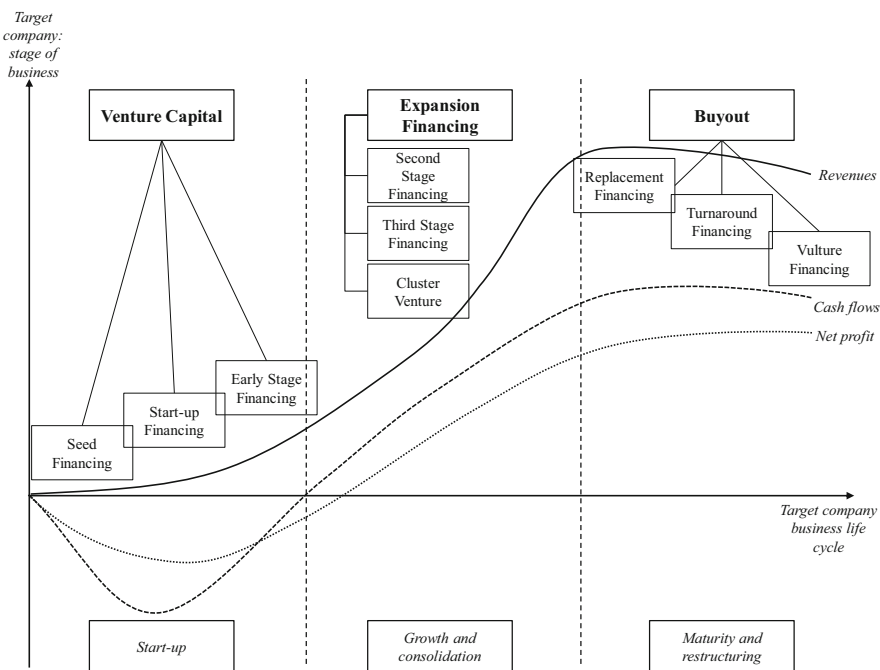 Target
company:
stage of
business
Venture Capital
Expansion
Financing
Buyout
Second
Stage
Financing
Third Stage
Financing
Cluster
Venture
Replacement
Financing
Turnaround
Financing
Vulture
Financing
Revenues
Cash flows
Net profit
Early Stage
Financing
Start-up
Financing
Seed
Financing
Target company
business life
cycle
Start-up
Growth and
consolidation
Maturity and
restructuring